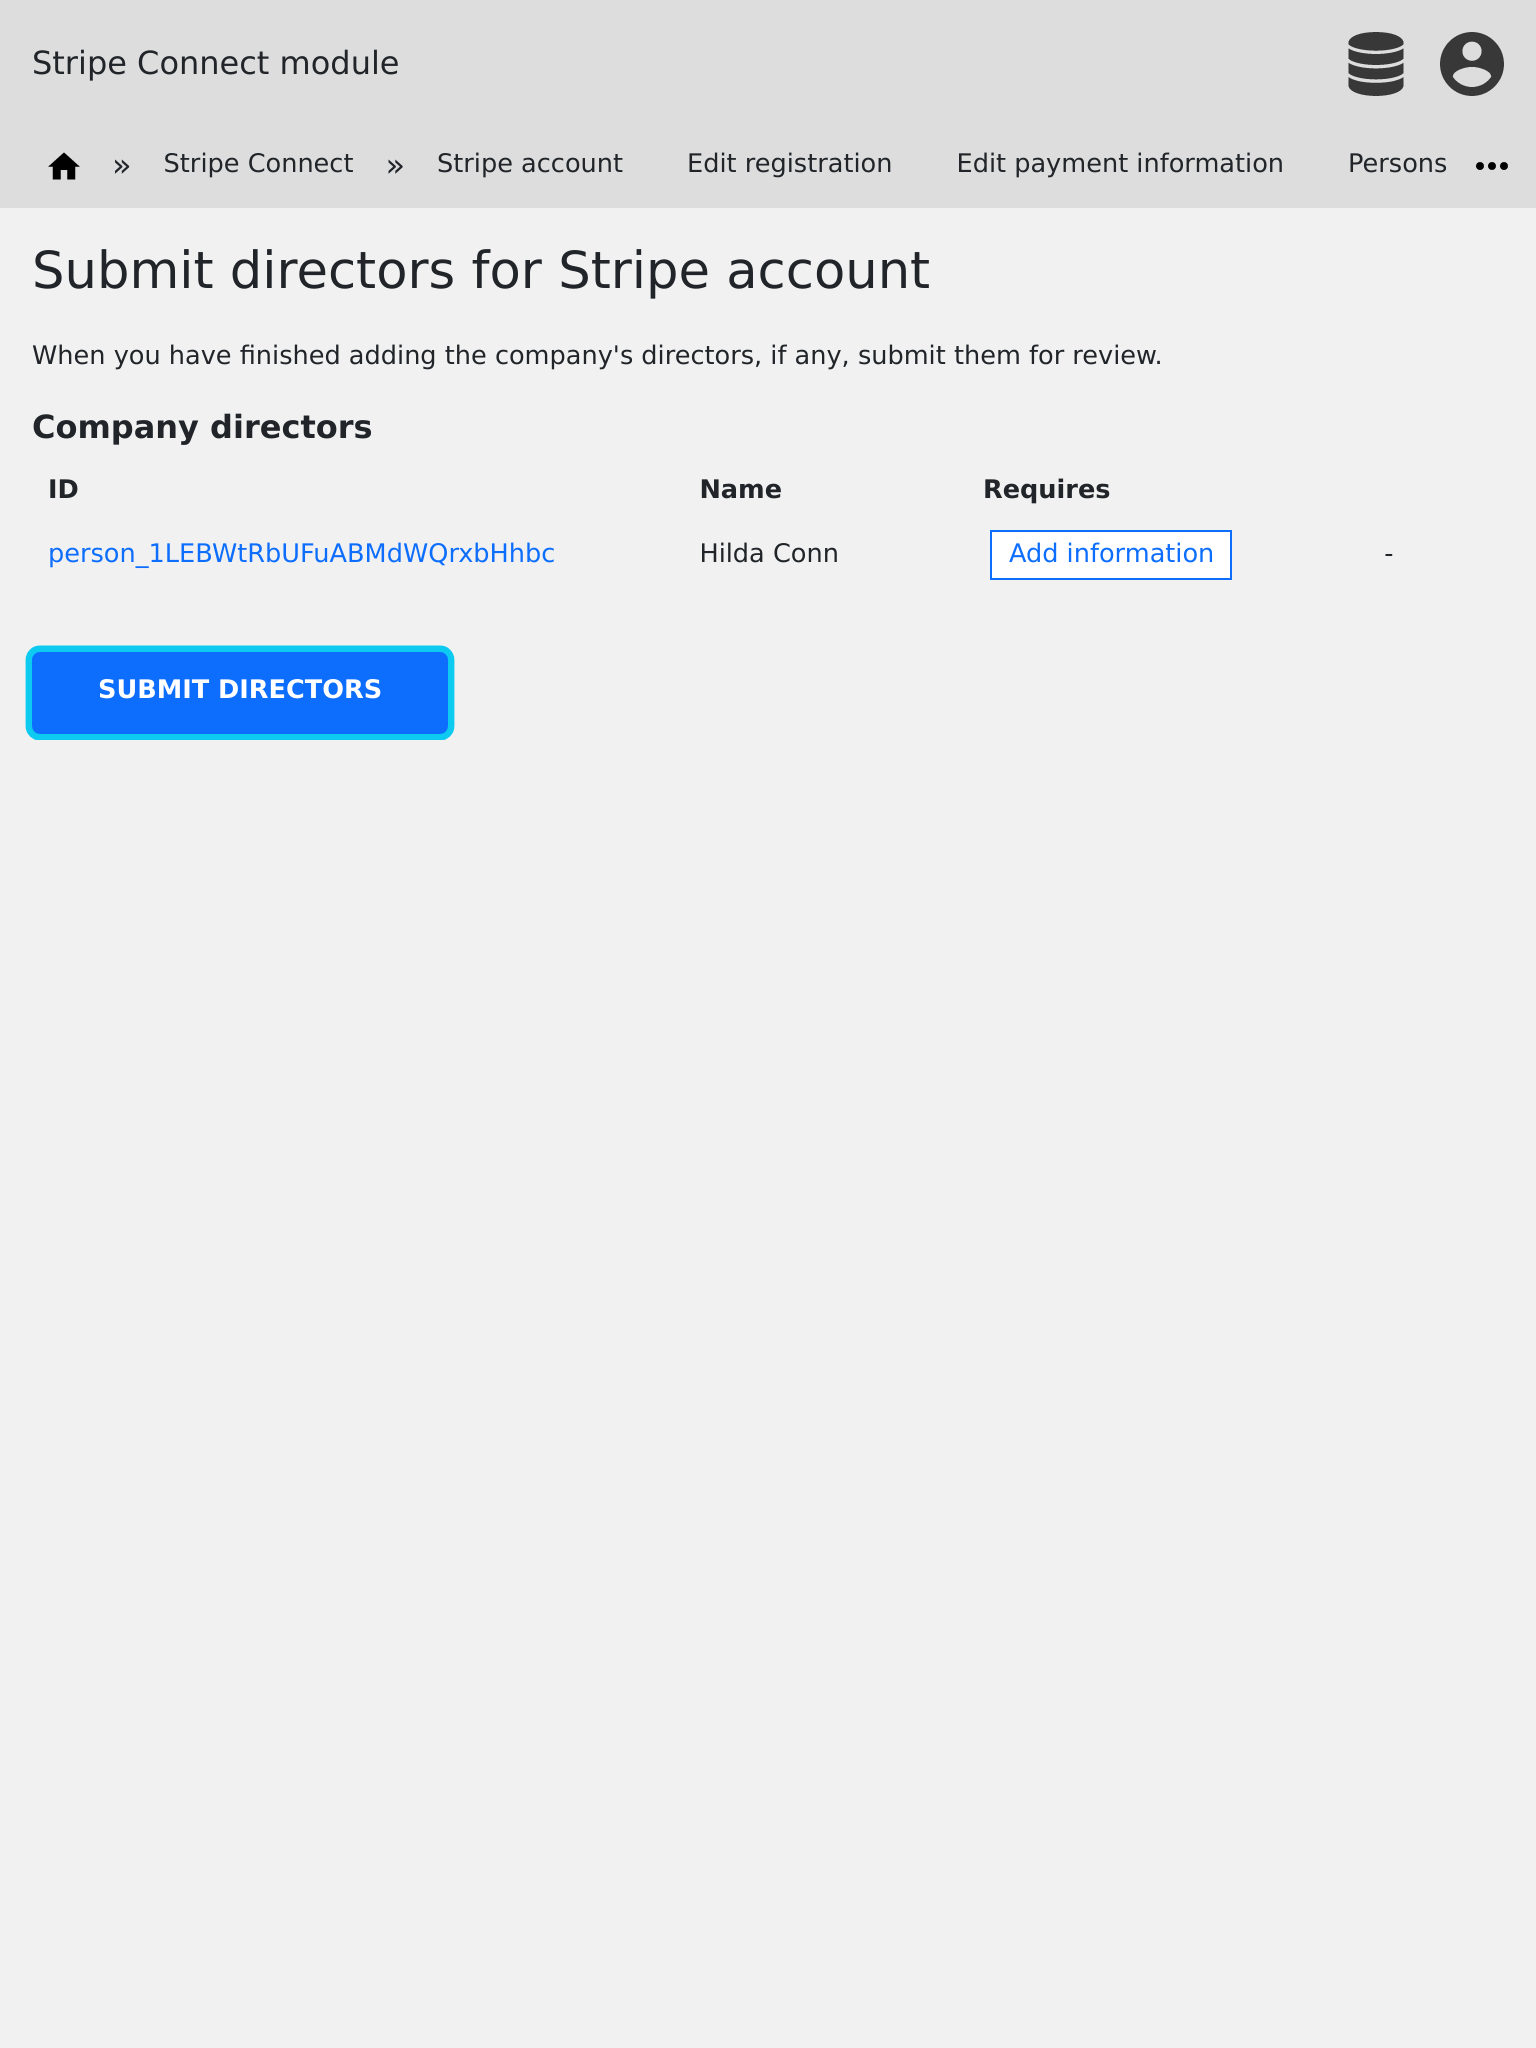 Stripe Connect module
» Stripe Connect » Stripe account Edit registration Edit payment information Persons
Submit directors for Stripe account
When you have finished adding the company's directors, if any, submit them for review.
Company directors
ID Name Requires
person_1LEBWtRbUFuABMdWQrxbHhbc Hilda Conn Add information -
SUBMIT DIRECTORS